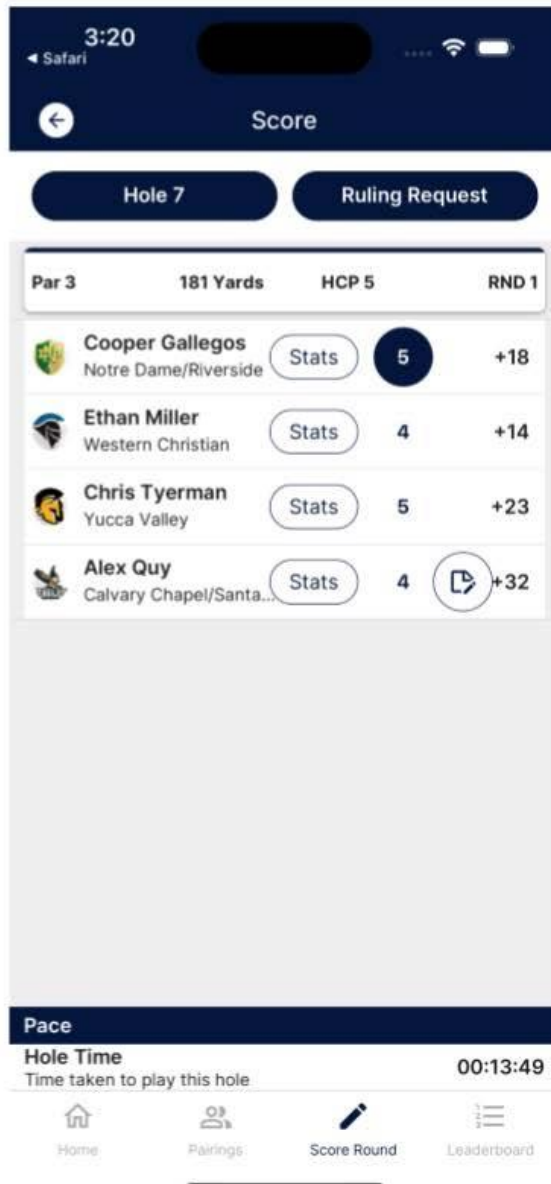 3:20
◄ Safari
Score
Hole 7
Ruling Request
Par 3 181 Yards HCP 5 RND 1
Cooper Gallegos
Notre Dame/Riverside
Stats 5 +18
Ethan Miller
Western Christian
Stats 4 +14
Chris Tyerman
Yucca Valley
Stats 5 +23
Alex Quy
Calvary Chapel/Santa...
Stats 4 +32
Pace
Hole Time
Time taken to play this hole
00:13:49
Home
Pairings
Score Round
Leaderboard